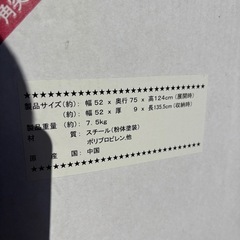 ★★★★★★★★★★★★★★★★★★★★★★★★★★★★
製品サイズ(約): 幅52 x 奥行75 x 高124cm(展開時)
(約): 幅52 x 厚9 x 長135.5cm(収納時)
製品重量(約): 7.5kg
材質: スチール(粉体塗装)
ポリプロピレン,他
原産国: 中国
★★★★★★★★★★★★★★★★★★★★★★★★★★★★